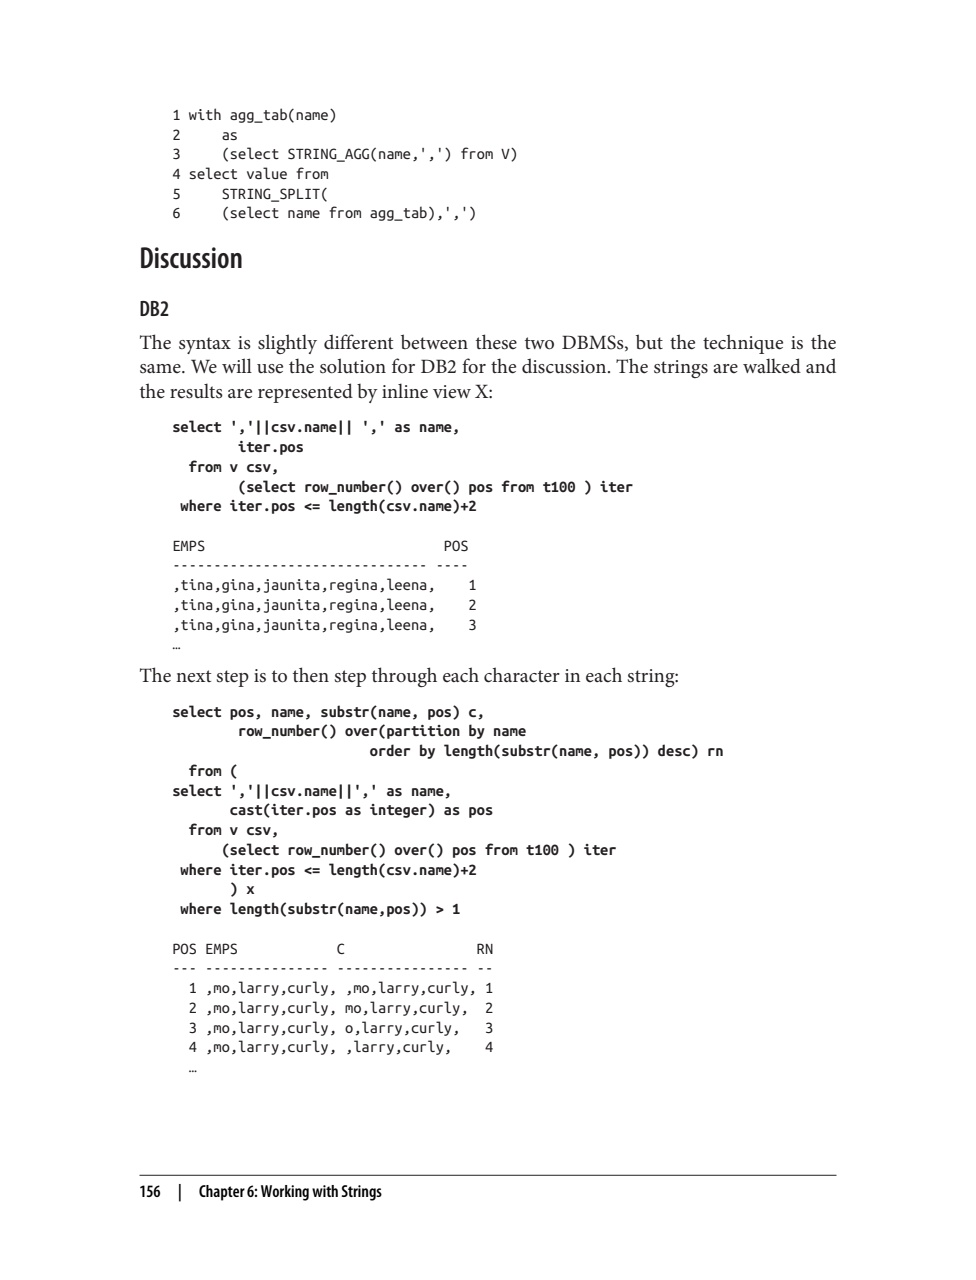 1 with agg_tab(name)
2     as
3     (select STRING_AGG(name,',') from V)
4 select value from
5     STRING_SPLIT(
6     (select name from agg_tab),',')
Discussion
DB2
The syntax is slightly different between these two DBMSs, but the technique is the
same. We will use the solution for DB2 for the discussion. The strings are walked and
the results are represented by inline view X:
select ','||csv.name|| ',' as name,
        iter.pos
  from v csv,
        (select row_number() over() pos from t100 ) iter
 where iter.pos <= length(csv.name)+2
EMPS                             POS
------------------------------- ----
,tina,gina,jaunita,regina,leena,    1
,tina,gina,jaunita,regina,leena,    2
,tina,gina,jaunita,regina,leena,    3
…
The next step is to then step through each character in each string:
select pos, name, substr(name, pos) c,
        row_number() over(partition by name
                        order by length(substr(name, pos)) desc) rn
  from (
select ','||csv.name||',' as name,
       cast(iter.pos as integer) as pos
  from v csv,
      (select row_number() over() pos from t100 ) iter
 where iter.pos <= length(csv.name)+2
       ) x
 where length(substr(name,pos)) > 1
POS EMPS            C                RN
--- --------------- ---------------- --
  1 ,mo,larry,curly, ,mo,larry,curly, 1
  2 ,mo,larry,curly, mo,larry,curly,  2
  3 ,mo,larry,curly, o,larry,curly,   3
  4 ,mo,larry,curly, ,larry,curly,    4
  …
156 | Chapter 6: Working with Strings